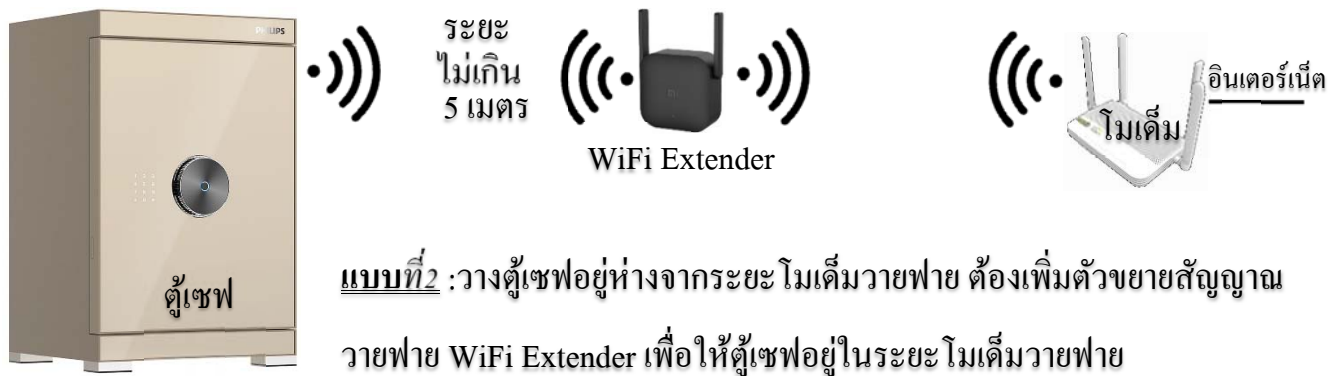 PHILIPS
ระยะ
ไม่เกิน
5 เมตร
WiFi Extender
โมเด็ม
อินเตอร์เน็ต
ตู้เซฟ
แบบที่2 :วางตู้เซฟอยู่ห่างจากระยะโมเด็มวายฟาย ต้องเพิ่มตัวขยายสัญญาณ
วายฟาย WiFi Extender เพื่อให้ตู้เซฟอยู่ในระยะโมเด็มวายฟาย